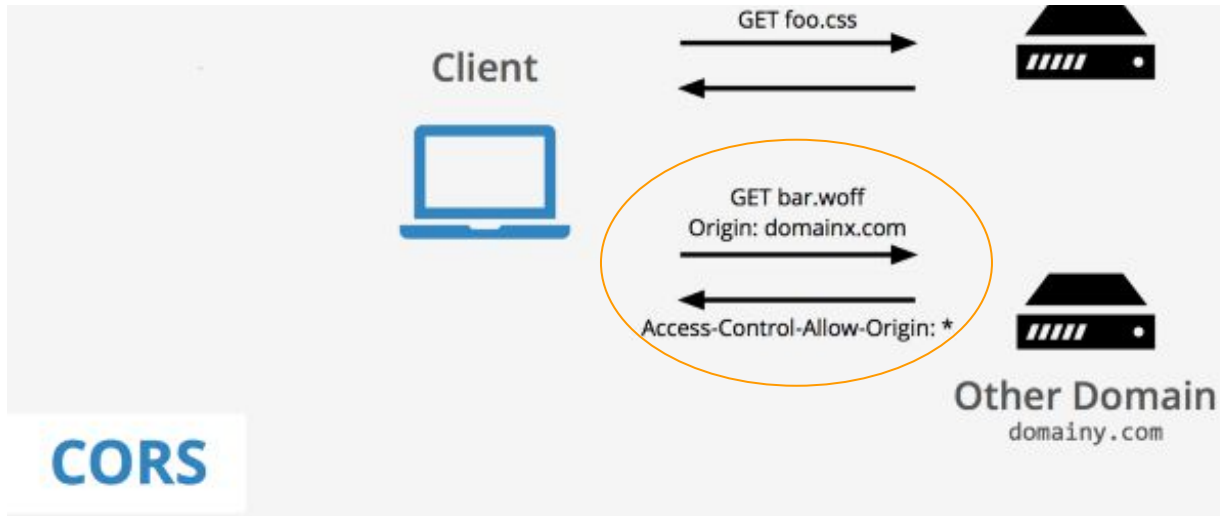 GET foo.css
Client
GET bar.woff
Origin: domainx.com
Access-Control-Allow-Origin: *
Other Domain
domainy.com
CORS